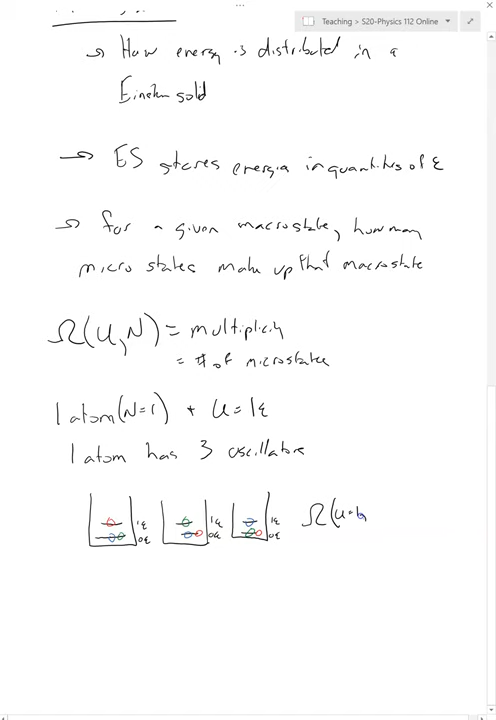 Teaching > S20-Physics 112 Online
→ How energy is distributed in a
Einstein solid
→ ES stores energia in quantities of ε
→ for a given macrostate, how many
micro states make up that macrostate
Ω(U,N) = multiplicity
= # of microstates
1 atom (N=1) + U=1ε
1 atom has 3 oscillators
1ε 1ε 1ε Ω(U=
0ε 0ε 0ε